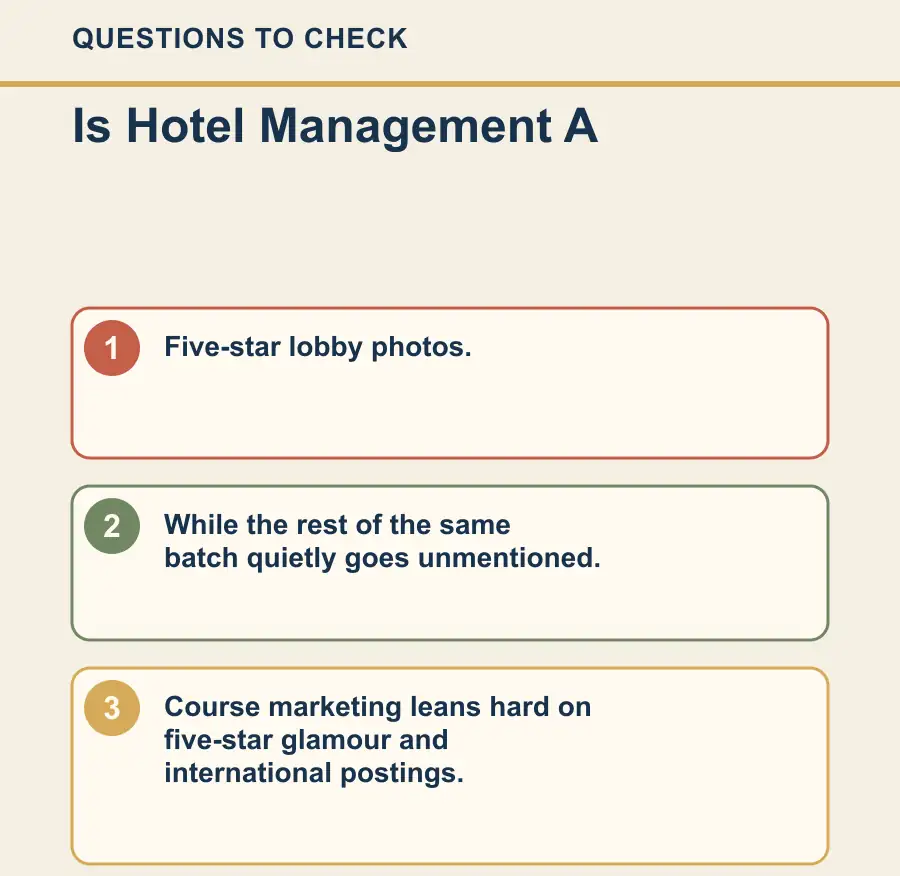 QUESTIONS TO CHECK
Is Hotel Management A
1 Five-star lobby photos.
2 While the rest of the same
batch quietly goes unmentioned.
3 Course marketing leans hard on
five-star glamour and
international postings.